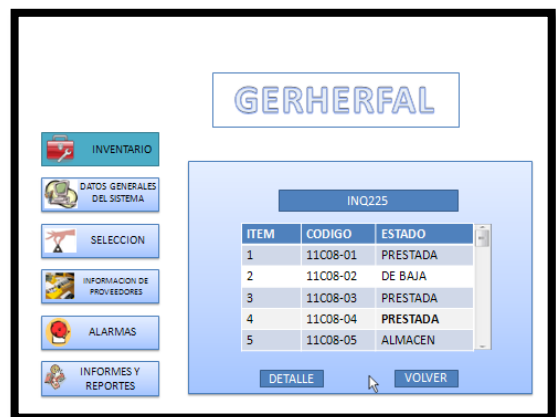 GERHERFAL
INVENTARIO
DATOS GENERALES
DEL SISTEMA
SELECCION
INFORMACION DE
PROVEEDORES
ALARMAS
INFORMES Y
REPORTES
INQ225
ITEM CODIGO ESTADO
1 11C08-01 PRESTADA
2 11C08-02 DE BAJA
3 11C08-03 PRESTADA
4 11C08-04 PRESTADA
5 11C08-05 ALMACEN
DETALLE VOLVER